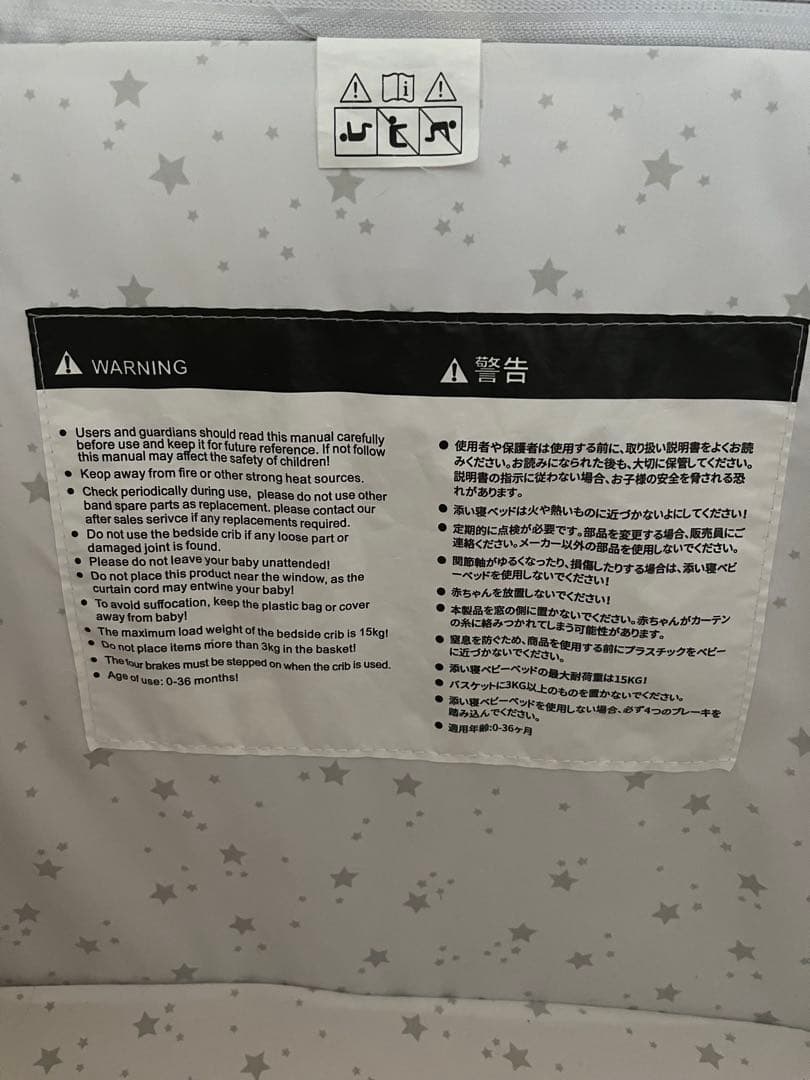 WARNING
● Users and guardians should read this manual carefully
before use and keep it for future reference. If not follow
this manual may affect the safety of children!
● Keep away from fire or other strong heat sources.
● Check periodically during use, please do not use other
band spare parts as replacement. please contact our
after sales serivce if any replacements required.
● Do not use the bedside crib if any loose part or
damaged joint is found.
● Please do not leave your baby unattended!
● Do not place this product near the window, as the
curtain cord may entwine your baby!
● To avoid suffocation, keep the plastic bag or cover
away from baby!
● The maximum load weight of the bedside crib is 15kg!
● Do not place items more than 3kg in the basket!
● The four brakes must be stepped on when the crib is used.
● Age of use: 0-36 months!
警告
● 使用者や保護者は使用する前に、取り扱い説明書をよくお読
みください。お読みになられた後も、大切に保管してください。
説明書の指示に従わない場合、お子様の安全を脅される恐
れがあります。
● 添い寝ベッドは火や熱いものに近づかないよにしてください!
● 定期的に点検が必要です。部品を変更する場合、販売員にご
連絡ください。メーカー以外の部品を使用しないでください。
● 関節軸がゆるくなったり、損傷したりする場合は、添い寝ベビ
ーベッドを使用しないでください!
● 赤ちゃんを放置しないでください!
● 本製品を窓の側に置かないでください。赤ちゃんがカーテン
の糸に絡みつかれてしまう可能性があります。
● 窒息を防ぐため、商品を使用する前にプラスチックをベビー
に近づかないでください。
● 添い寝ベビーベッドの最大耐荷重は15KG!
● バスケットに3KG以上のものを置かないでください。
● 添い寝ベビーベッドを使用しない場合、必ず4つのブレーキを
踏み込んでください。
● 適用年齢:0-36ヶ月